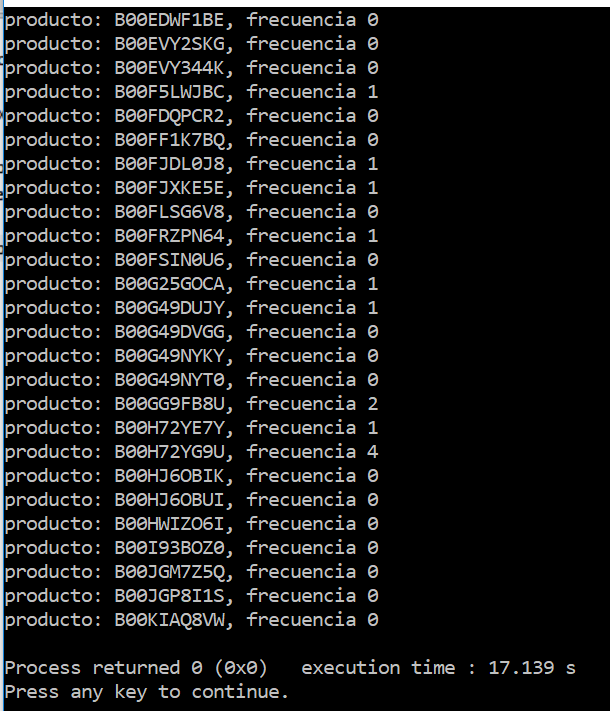 producto: B00EDWF1BE, frecuencia 0
producto: B00EVY2SKG, frecuencia 0
producto: B00EVY344K, frecuencia 0
producto: B00F5LWJBC, frecuencia 1
producto: B00FDQPCR2, frecuencia 0
producto: B00FF1K7BQ, frecuencia 0
producto: B00FJDL0J8, frecuencia 1
producto: B00FJXKE5E, frecuencia 1
producto: B00FLSG6V8, frecuencia 0
producto: B00FRZPN64, frecuencia 1
producto: B00FSIN0U6, frecuencia 0
producto: B00G25GOCA, frecuencia 1
producto: B00G49DUJY, frecuencia 1
producto: B00G49DVGG, frecuencia 0
producto: B00G49NYKY, frecuencia 0
producto: B00G49NYT0, frecuencia 0
producto: B00GG9FB8U, frecuencia 2
producto: B00H72YE7Y, frecuencia 1
producto: B00H72YG9U, frecuencia 4
producto: B00HJ6OBIK, frecuencia 0
producto: B00HJ6OBUI, frecuencia 0
producto: B00HWIZO6I, frecuencia 0
producto: B00I93BOZ0, frecuencia 0
producto: B00JGM7Z5Q, frecuencia 0
producto: B00JGP8I1S, frecuencia 0
producto: B00KIAQ8VW, frecuencia 0
Process returned 0 (0x0)   execution time : 17.139 s
Press any key to continue.